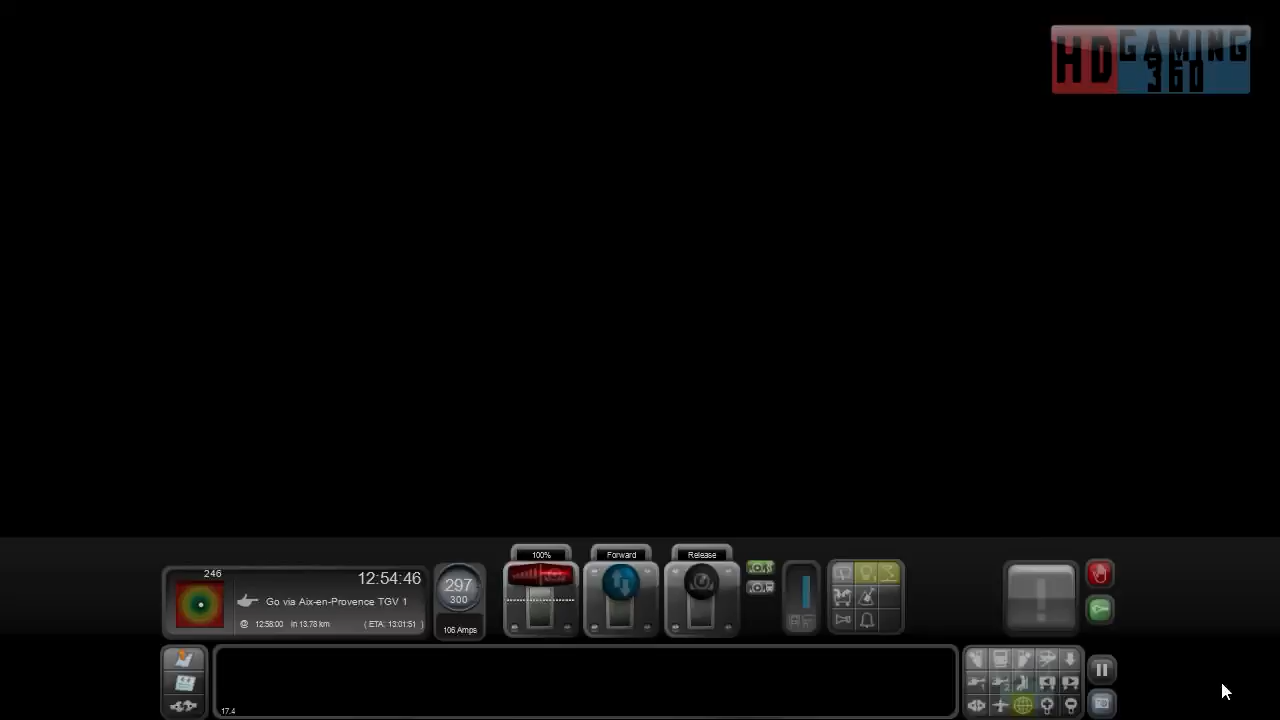 HD GAMING
360
100%
Forward
Release
246
12:54:46
Go via Aix-en-Provence TGV 1
@ 12:58:00 in 13.78 km ( ETA: 13:01:51 )
297
300
106 Amps
17.4